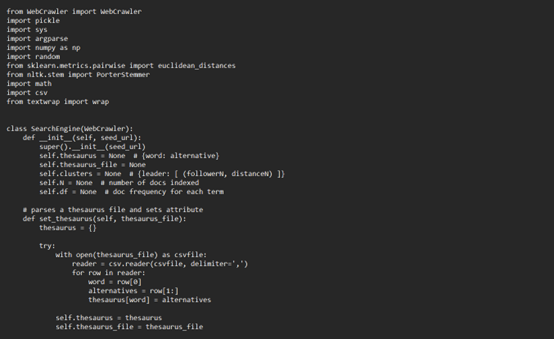 from WebCrawler import WebCrawler
import pickle
import sys
import argparse
import numpy as np
import random
from sklearn.metrics.pairwise import euclidean_distances
from nltk.stem import PorterStemmer
import math
import csv
from textwrap import wrap
class SearchEngine(WebCrawler):
    def __init__(self, seed_url):
        super().__init__(seed_url)
        self.thesaurus = None  # {word: alternative}
        self.thesaurus_file = None
        self.clusters = None  # {leader: [ (followerN, distanceN) ]}
        self.N = None  # number of docs indexed
        self.df = None  # doc frequency for each term
    # parses a thesaurus file and sets attribute
    def set_thesaurus(self, thesaurus_file):
        thesaurus = {}
        try:
            with open(thesaurus_file) as csvfile:
                reader = csv.reader(csvfile, delimiter=',')
                for row in reader:
                    word = row[0]
                    alternatives = row[1:]
                    thesaurus[word] = alternatives
            self.thesaurus = thesaurus
            self.thesaurus_file = thesaurus_file